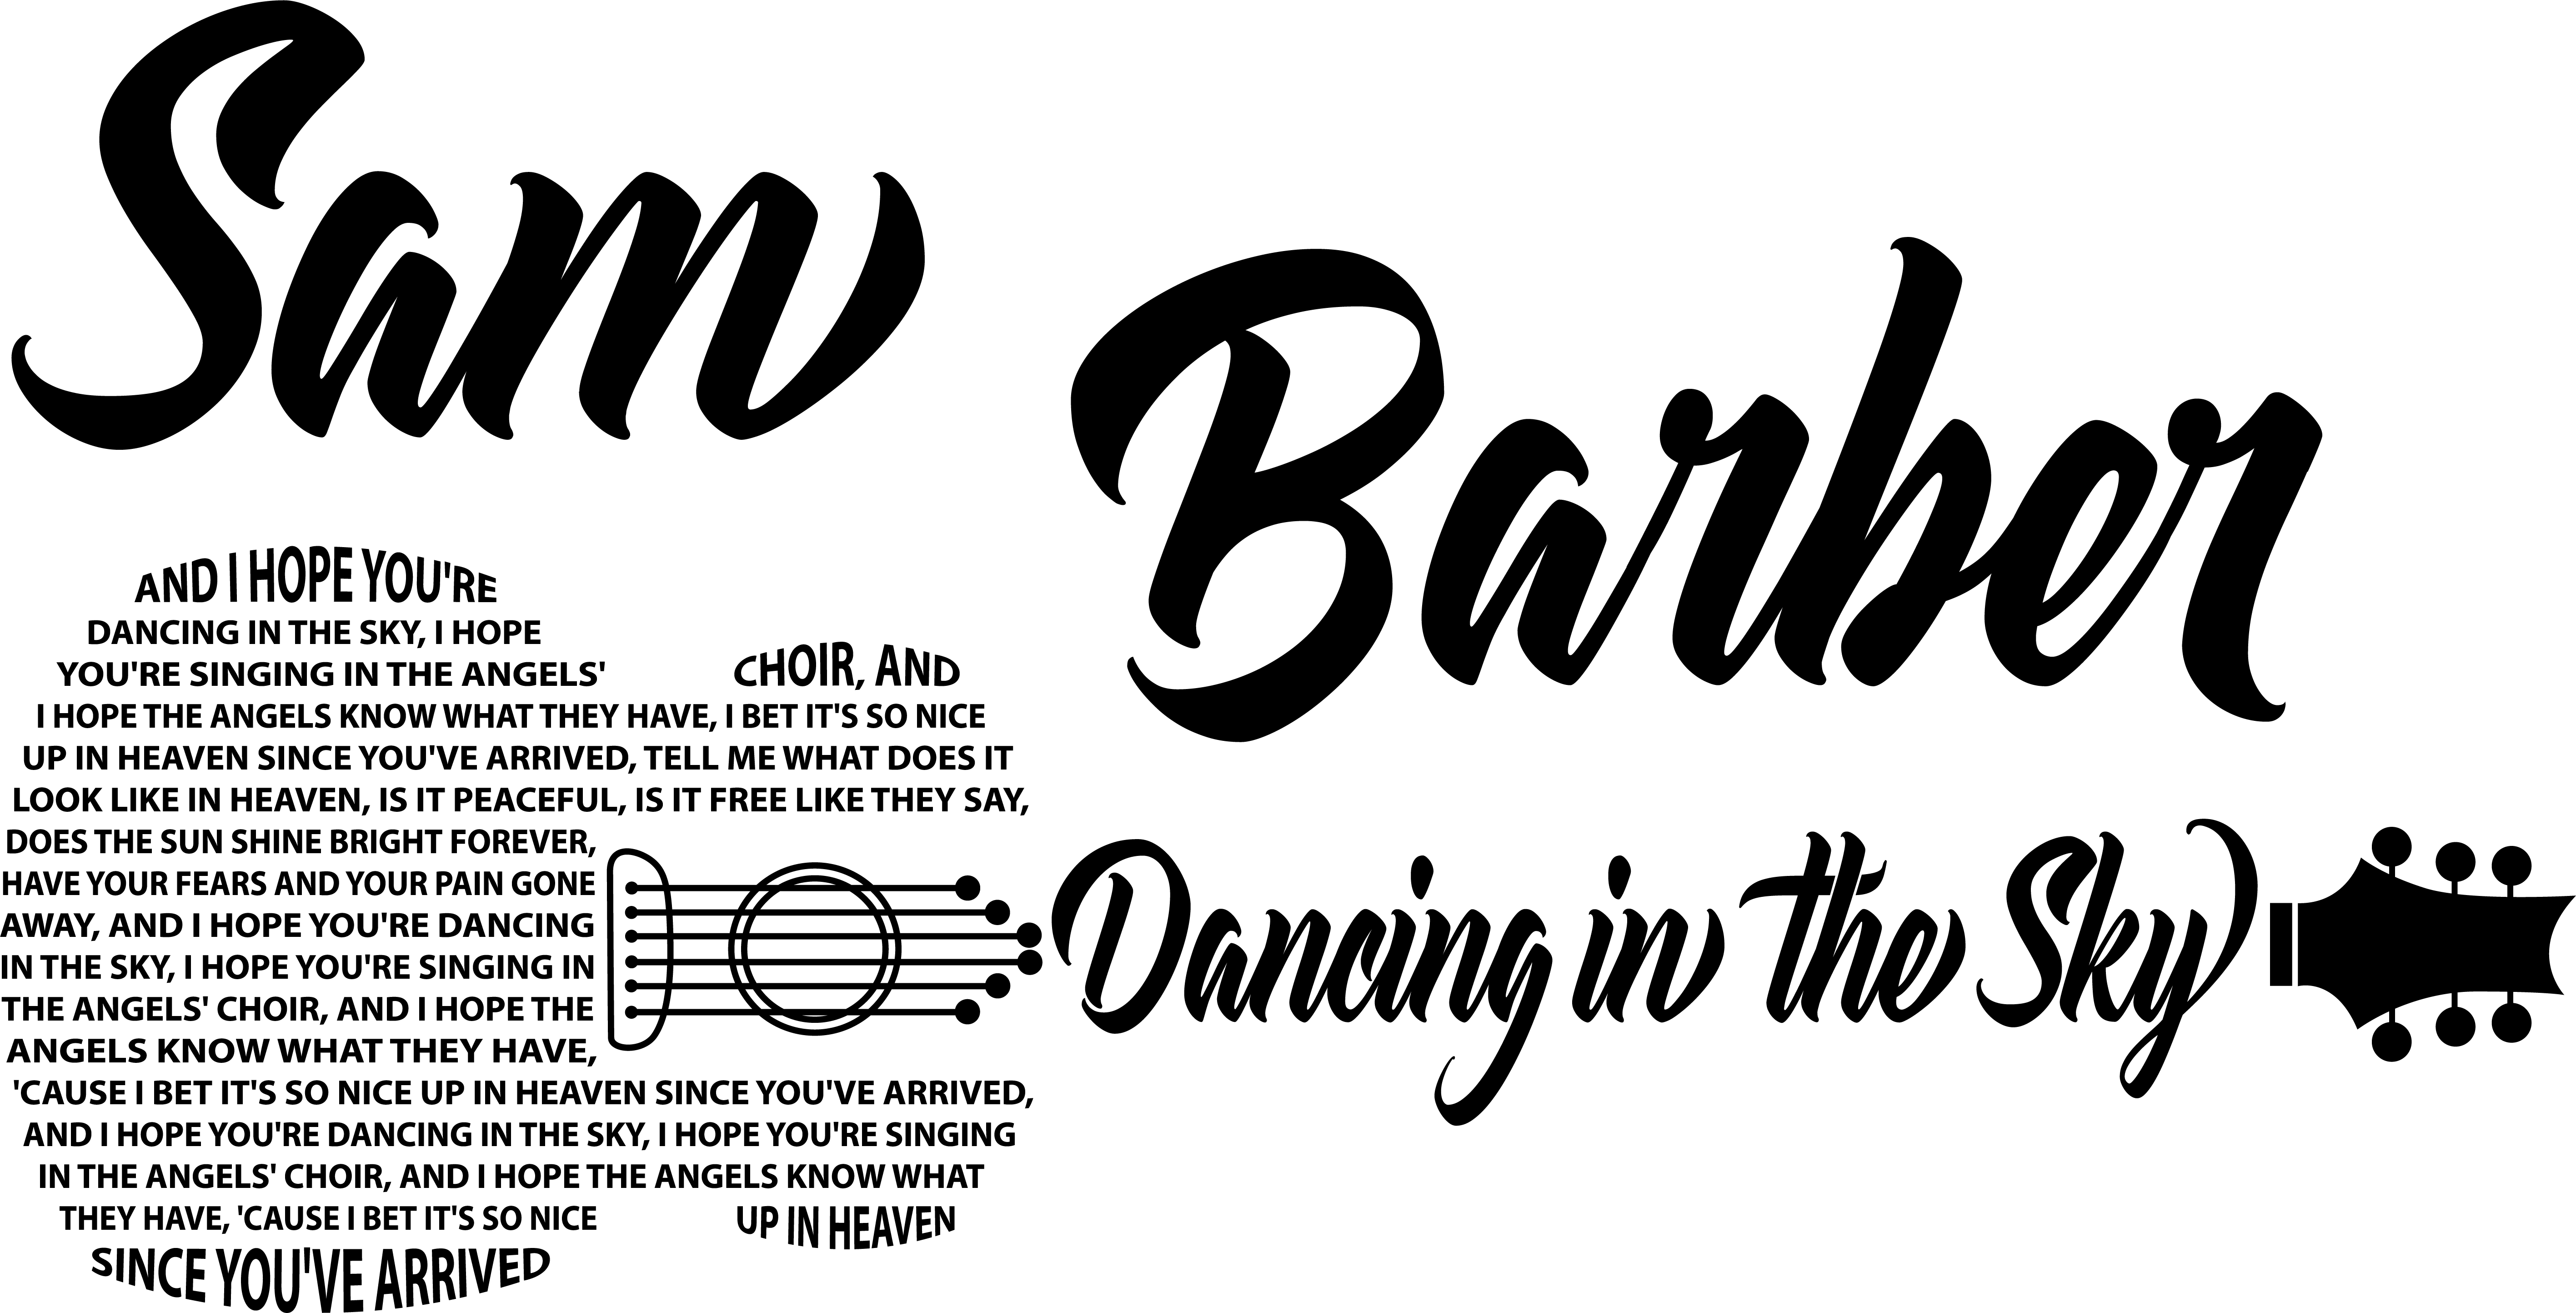 Sam
Barber
AND I HOPE YOU'RE
DANCING IN THE SKY, I HOPE
YOU'RE SINGING IN THE ANGELS'
CHOIR, AND
I HOPE THE ANGELS KNOW WHAT THEY HAVE, I BET IT'S SO NICE
UP IN HEAVEN SINCE YOU'VE ARRIVED, TELL ME WHAT DOES IT
LOOK LIKE IN HEAVEN, IS IT PEACEFUL, IS IT FREE LIKE THEY SAY,
DOES THE SUN SHINE BRIGHT FOREVER,
HAVE YOUR FEARS AND YOUR PAIN GONE
AWAY, AND I HOPE YOU'RE DANCING
IN THE SKY, I HOPE YOU'RE SINGING IN
THE ANGELS' CHOIR, AND I HOPE THE
ANGELS KNOW WHAT THEY HAVE,
'CAUSE I BET IT'S SO NICE UP IN HEAVEN SINCE YOU'VE ARRIVED,
AND I HOPE YOU'RE DANCING IN THE SKY, I HOPE YOU'RE SINGING
IN THE ANGELS' CHOIR, AND I HOPE THE ANGELS KNOW WHAT
THEY HAVE, 'CAUSE I BET IT'S SO NICE
UP IN HEAVEN
SINCE YOU'VE ARRIVED
Dancing in the Sky